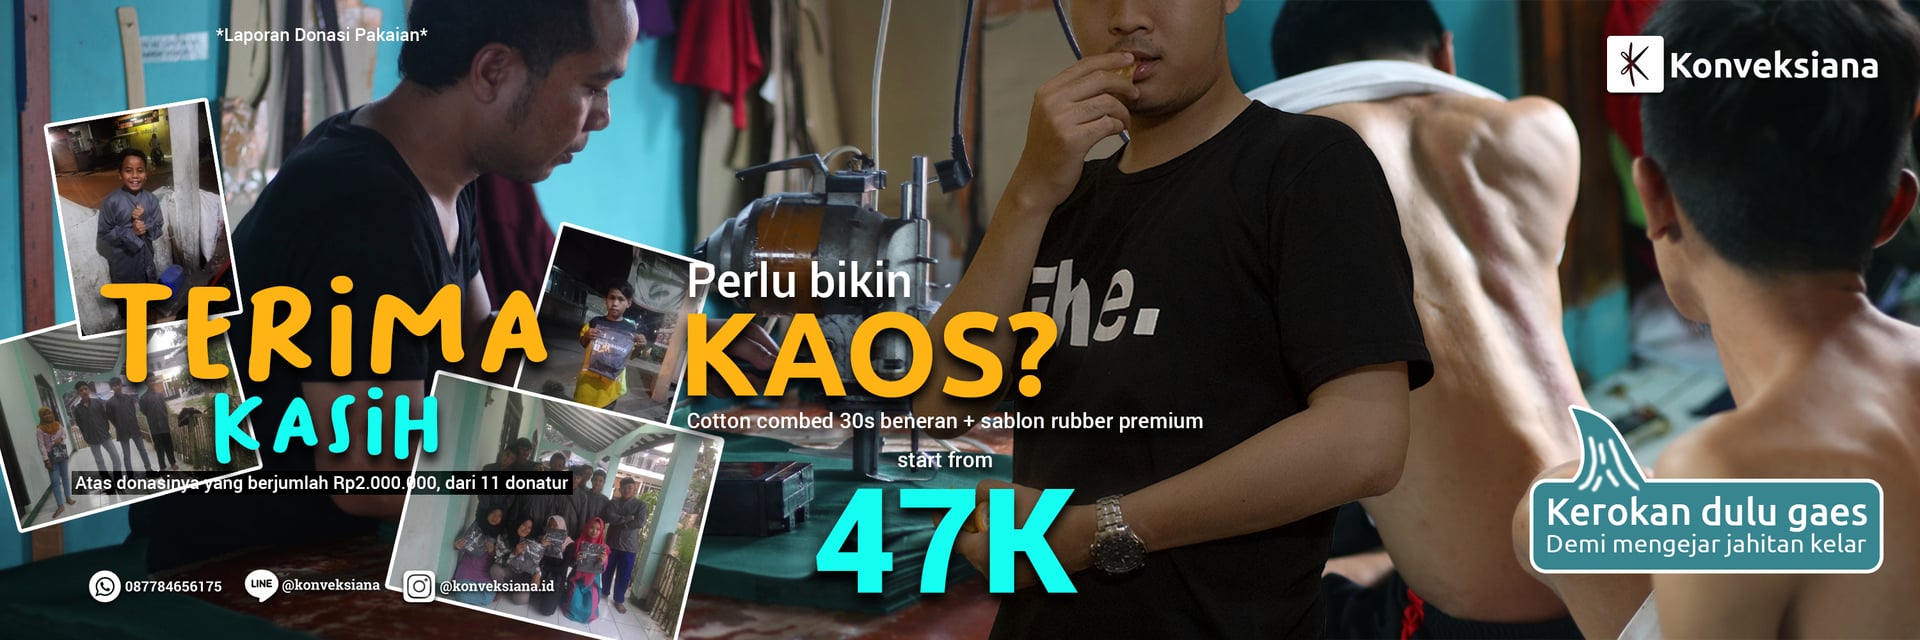 *Laporan Donasi Pakaian*
TERiMA
KASiH
Atas donasinya yang berjumlah Rp2.000.000, dari 11 donatur
087784656175
LINE
@konveksiana
@konveksiana.id
Perlu bikin
KAOS?
Cotton combed 30s beneran + sablon rubber premium
start from
47K
The.
Konveksiana
Kerokan dulu gaes
Demi mengejar jahitan kelar